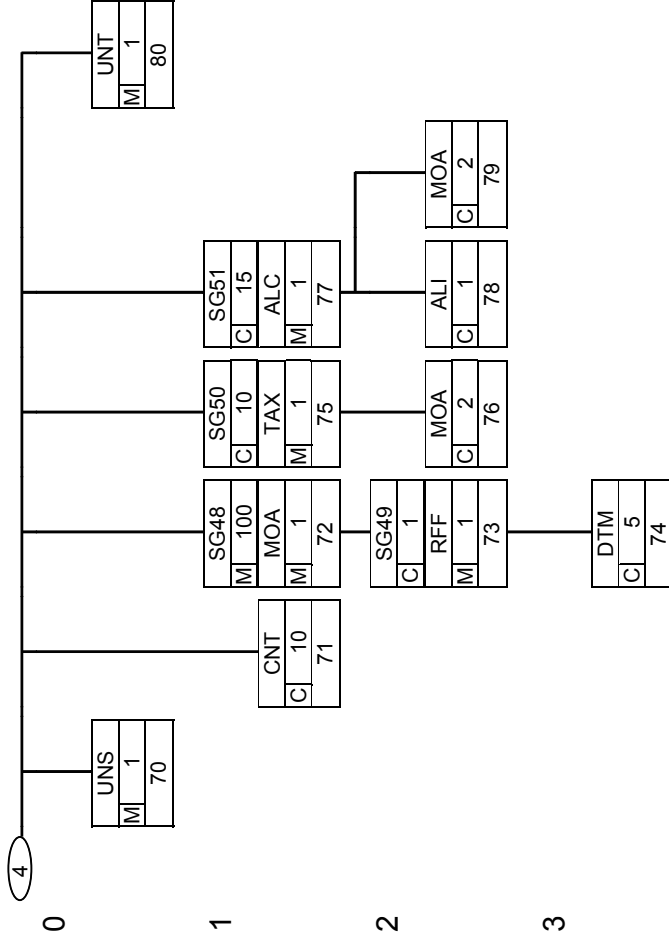 4
0
UNS
M 1
70
UNT
M 1
80
1
CNT
C 10
71
SG48
M 100
MOA
M 1
72
SG50
C 10
TAX
M 1
75
SG51
C 15
ALC
M 1
77
2
SG49
C 1
RFF
M 1
73
MOA
C 2
76
ALI
C 1
78
MOA
C 2
79
3
DTM
C 5
74